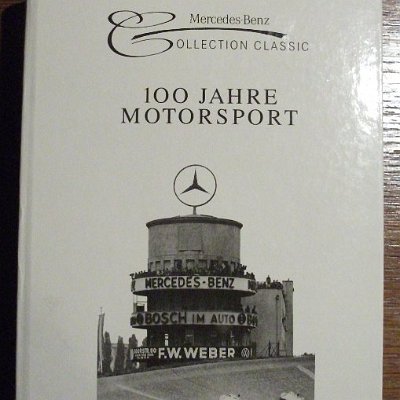 Mercedes-Benz
COLLECTION CLASSIC
100 JAHRE
MOTORSPORT
MERCEDES-BENZ
BOSCH IM AUTO
F.W. WEBER